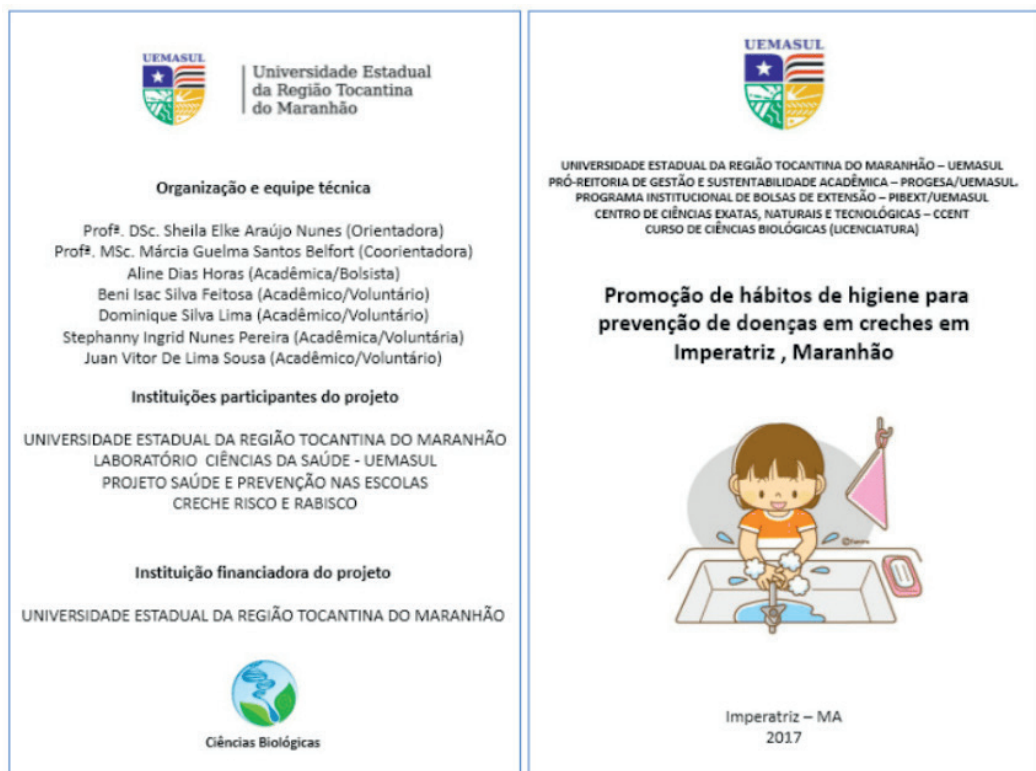 UEMASUL
Universidade Estadual
da Região Tocantina
do Maranhão
Organização e equipe técnica
Profª. DSc. Sheila Elke Araújo Nunes (Orientadora)
Profª. MSc. Márcia Guelma Santos Belfort (Coorientadora)
Aline Dias Horas (Acadêmica/Bolsista)
Beni Isac Silva Feitosa (Acadêmico/Voluntário)
Dominique Silva Lima (Acadêmico/Voluntário)
Stephanny Ingrid Nunes Pereira (Acadêmica/Voluntária)
Juan Vitor De Lima Sousa (Acadêmico/Voluntário)
Instituições participantes do projeto
UNIVERSIDADE ESTADUAL DA REGIÃO TOCANTINA DO MARANHÃO
LABORATÓRIO CIÊNCIAS DA SAÚDE - UEMASUL
PROJETO SAÚDE E PREVENÇÃO NAS ESCOLAS
CRECHE RISCO E RABISCO
Instituição financiadora do projeto
UNIVERSIDADE ESTADUAL DA REGIÃO TOCANTINA DO MARANHÃO
Ciências Biológicas
UEMASUL
UNIVERSIDADE ESTADUAL DA REGIÃO TOCANTINA DO MARANHÃO – UEMASUL
PRÓ-REITORIA DE GESTÃO E SUSTENTABILIDADE ACADÊMICA – PROGESA/UEMASUL.
PROGRAMA INSTITUCIONAL DE BOLSAS DE EXTENSÃO – PIBEXT/UEMASUL
CENTRO DE CIÊNCIAS EXATAS, NATURAIS E TECNOLÓGICAS – CCENT
CURSO DE CIÊNCIAS BIOLÓGICAS (LICENCIATURA)
Promoção de hábitos de higiene para
prevenção de doenças em creches em
Imperatriz , Maranhão
Imperatriz – MA
2017